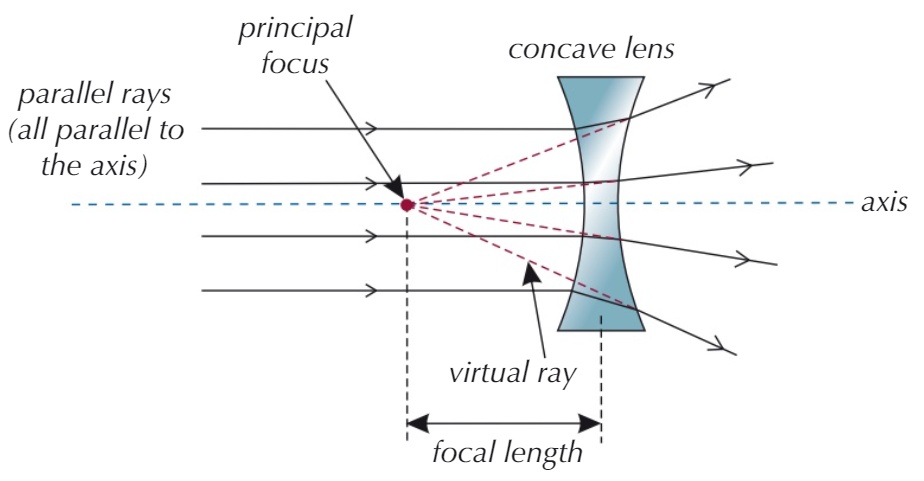 principal
focus
concave lens
parallel rays
(all parallel to
the axis)
axis
virtual ray
focal length